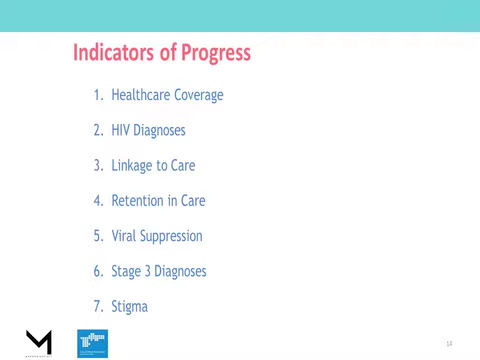 Indicators of Progress
1. Healthcare Coverage
2. HIV Diagnoses
3. Linkage to Care
4. Retention in Care
5. Viral Suppression
6. Stage 3 Diagnoses
7. Stigma
14